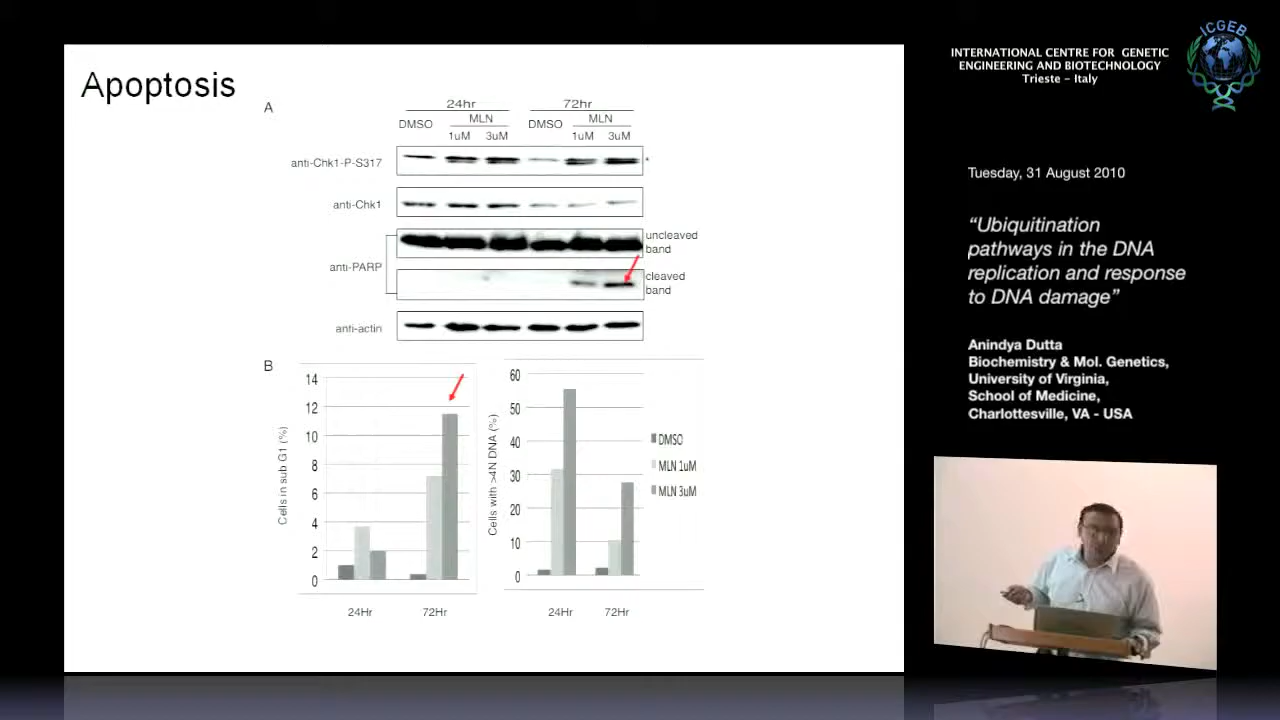 Apoptosis
A
24hr
72hr
DMSO
MLN
DMSO
MLN
1uM
3uM
1uM
3uM
anti-Chk1-P-S317
*
anti-Chk1
anti-PARP
uncleaved
band
cleaved
band
anti-actin
B
Cells in sub G1 (%)
14
12
10
8
6
4
2
0
24Hr
72Hr
Cells with >4N DNA (%)
60
50
40
30
20
10
0
24Hr
72Hr
DMSO
MLN 1uM
MLN 3uM
INTERNATIONAL CENTRE FOR GENETIC
ENGINEERING AND BIOTECHNOLOGY
Trieste - Italy
ICGEB
Tuesday, 31 August 2010
“Ubiquitination
pathways in the DNA
replication and response
to DNA damage”
Anindya Dutta
Biochemistry & Mol. Genetics,
University of Virginia,
School of Medicine,
Charlottesville, VA - USA